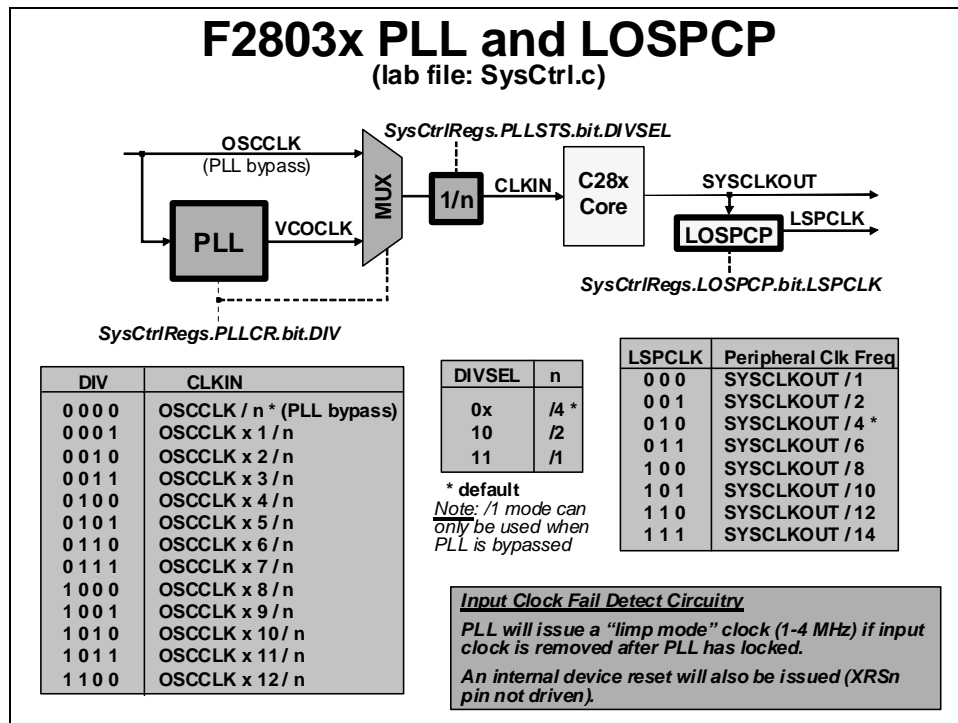 F2803x PLL and LOSPCP
(lab file: SysCtrl.c)
SysCtrlRegs.PLLSTS.bit.DIVSEL
OSCCLK
(PLL bypass)
MUX
1/n
CLKIN
C28x
Core
SYSCLKOUT
PLL
VCOCLK
LOSPCP
LSPCLK
SysCtrlRegs.LOSPCP.bit.LSPCLK
SysCtrlRegs.PLLCR.bit.DIV
DIV CLKIN
0 0 0 0 OSCCLK / n * (PLL bypass)
0 0 0 1 OSCCLK x 1 / n
0 0 1 0 OSCCLK x 2 / n
0 0 1 1 OSCCLK x 3 / n
0 1 0 0 OSCCLK x 4 / n
0 1 0 1 OSCCLK x 5 / n
0 1 1 0 OSCCLK x 6 / n
0 1 1 1 OSCCLK x 7 / n
1 0 0 0 OSCCLK x 8 / n
1 0 0 1 OSCCLK x 9 / n
1 0 1 0 OSCCLK x 10 / n
1 0 1 1 OSCCLK x 11 / n
1 1 0 0 OSCCLK x 12 / n
DIVSEL n
0x /4 *
10 /2
11 /1
* default
Note: /1 mode can
only be used when
PLL is bypassed
LSPCLK Peripheral Clk Freq
0 0 0 SYSCLKOUT / 1
0 0 1 SYSCLKOUT / 2
0 1 0 SYSCLKOUT / 4 *
0 1 1 SYSCLKOUT / 6
1 0 0 SYSCLKOUT / 8
1 0 1 SYSCLKOUT / 10
1 1 0 SYSCLKOUT / 12
1 1 1 SYSCLKOUT / 14
Input Clock Fail Detect Circuitry
PLL will issue a “limp mode” clock (1-4 MHz) if input
clock is removed after PLL has locked.
An internal device reset will also be issued (XRSn
pin not driven).